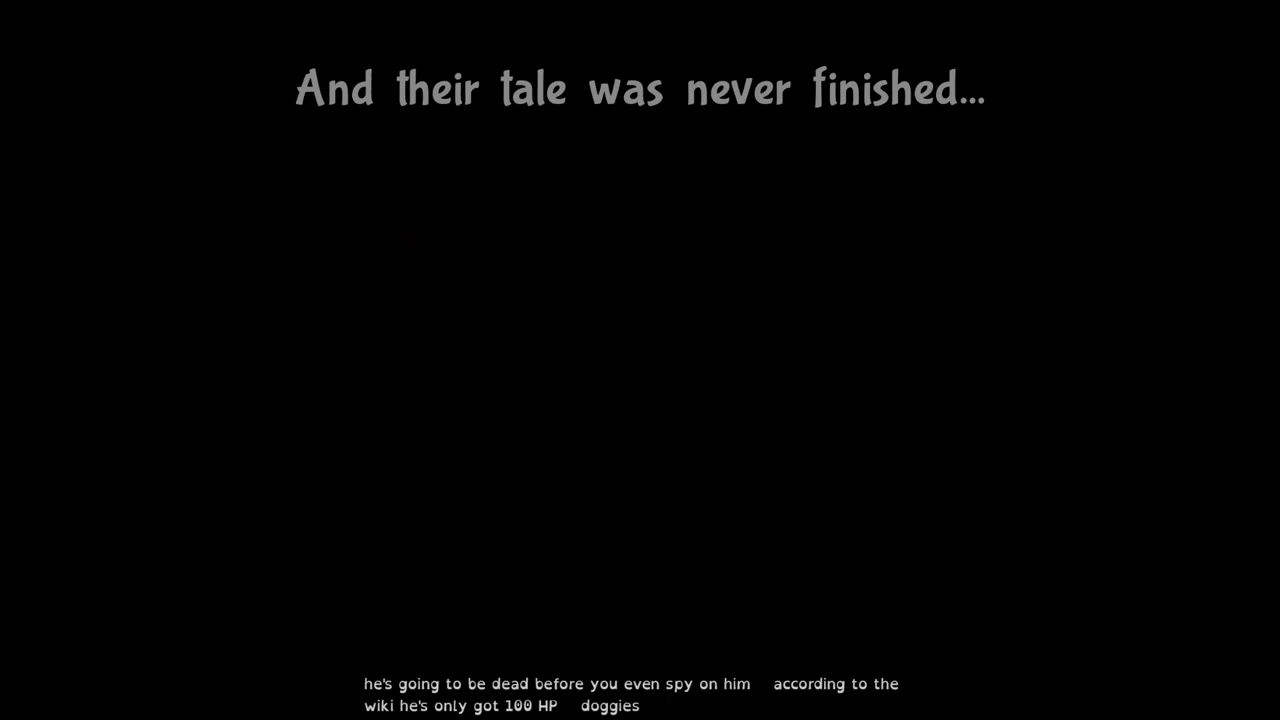 And their tale was never finished...
he's going to be dead before you even spy on him    according to the
wiki he's only got 100 HP    doggies